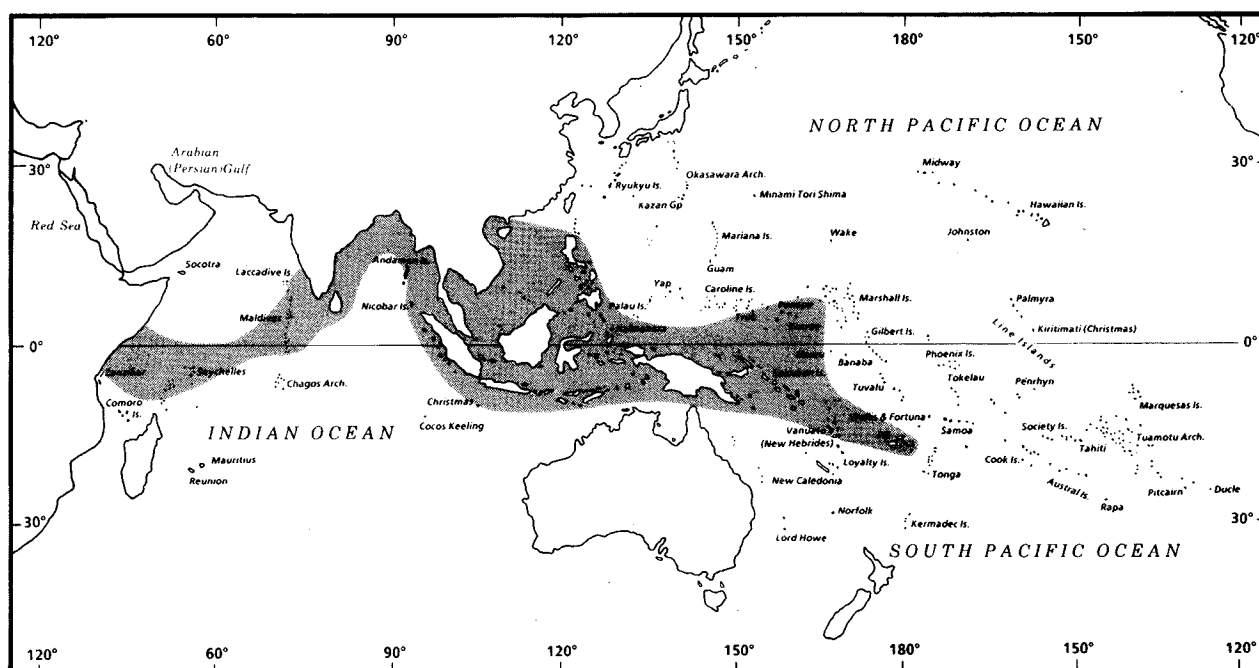 120° 60° 90° 120° 150° 180° 150° 120°
NORTH PACIFIC OCEAN
Arabian
(Persian) Gulf
30°
Midway
30°
Okasawara Arch.
Ryukyu Is.
Minami Tori Shima
Kazan Gp
Hawaiian Is.
Red Sea
Mariana Is.
Wake
Johnston
Socotra
Andaman Is.
Laccadive Is.
Guam
Yap
Caroline Is.
Marshall Is.
Palmyra
Nicobar Is.
Palau Is.
Maldives
Gilbert Is.
Kiritimati (Christmas)
Line Islands
0°
0°
Banaba
Phoenix Is.
Zanzibar
Seychelles
Chagos Arch.
Tuvalu
Tokelau
Penrhyn
Comoro
Is.
Christmas
Marquesas Is.
Cocos Keeling
Wallis & Fortuna
INDIAN OCEAN
Vanuatu
(New Hebrides)
Samoa
Society Is.
Tuamotu Arch.
Tahiti
Mauritius
Reunion
Loyalty Is.
Tonga
Cook Is.
New Caledonia
Austral Is.
Pitcairn
Ducle
Rapa
Norfolk
Kermadec Is.
30°
30°
Lord Howe
SOUTH PACIFIC OCEAN
120° 60° 90° 120° 150° 180° 150° 120°